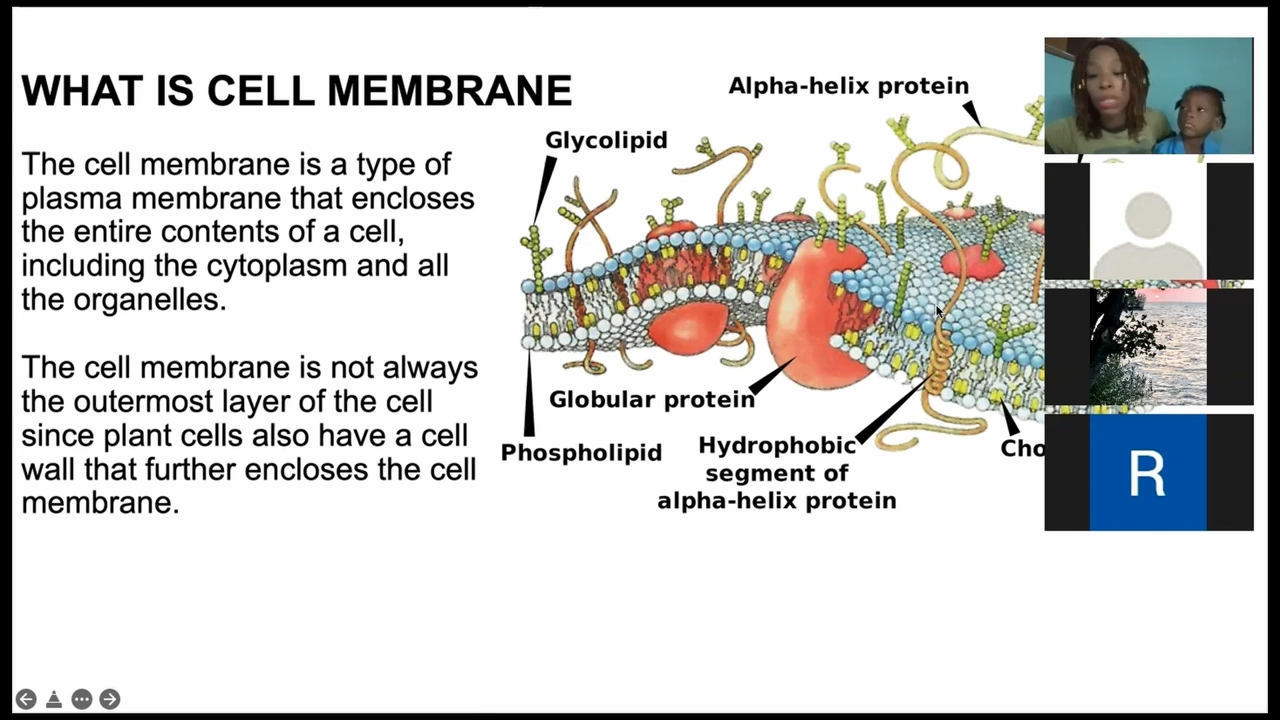 WHAT IS CELL MEMBRANE
The cell membrane is a type of
plasma membrane that encloses
the entire contents of a cell,
including the cytoplasm and all
the organelles.
The cell membrane is not always
the outermost layer of the cell
since plant cells also have a cell
wall that further encloses the cell
membrane.
Alpha-helix protein
Glycolipid
Globular protein
Phospholipid
Hydrophobic
segment of
alpha-helix protein
Cho
R